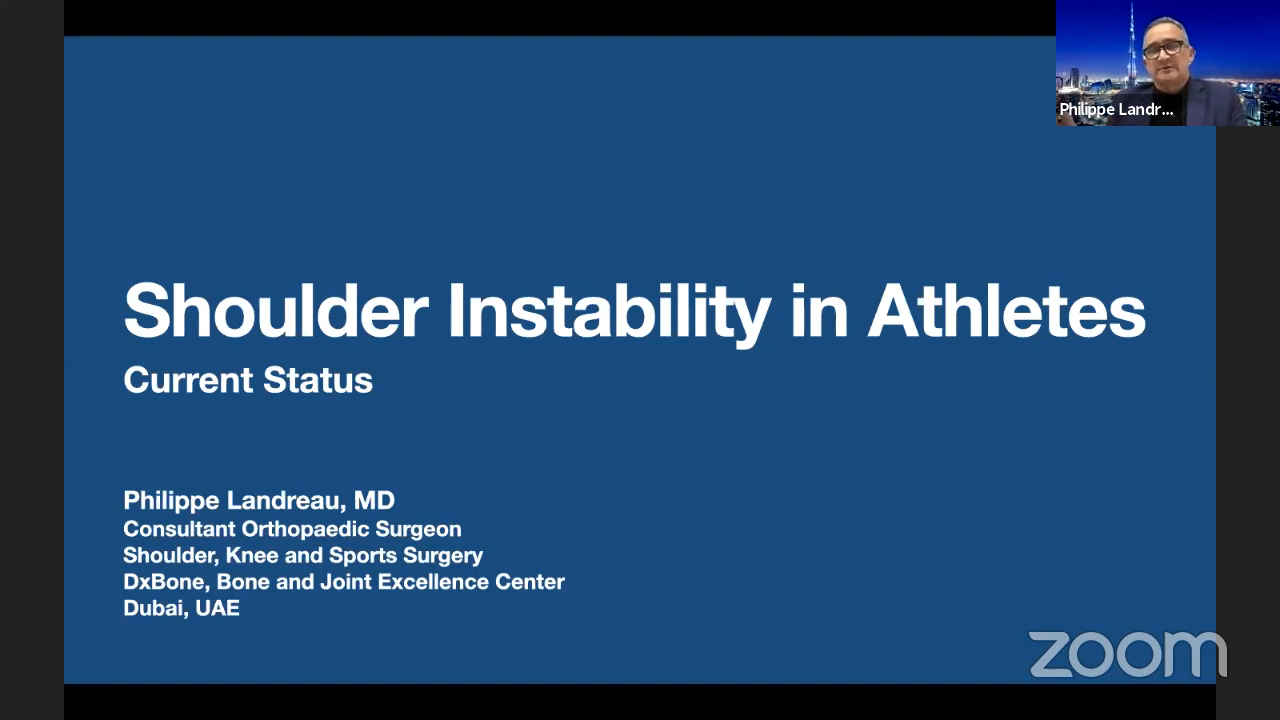 Philippe Landr...
Shoulder Instability in Athletes
Current Status
Philippe Landreau, MD
Consultant Orthopaedic Surgeon
Shoulder, Knee and Sports Surgery
DxBone, Bone and Joint Excellence Center
Dubai, UAE
zoom